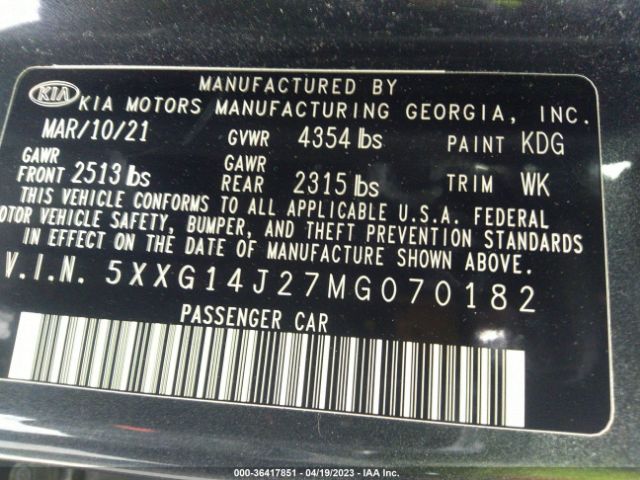 MANUFACTURED BY
KIA KIA MOTORS MANUFACTURING GEORGIA, INC.
MAR/10/21 GVWR 4354 lbs PAINT KDG
GAWR GAWR
FRONT 2513 lbs REAR 2315 lbs TRIM WK
THIS VEHICLE CONFORMS TO ALL APPLICABLE U.S.A. FEDERAL
MOTOR VEHICLE SAFETY, BUMPER, AND THEFT PREVENTION STANDARDS
IN EFFECT ON THE DATE OF MANUFACTURE SHOWN ABOVE.
V.I.N. 5XXG14J27MG070182
PASSENGER CAR
000-36417851 - 04/19/2023 - IAA Inc.